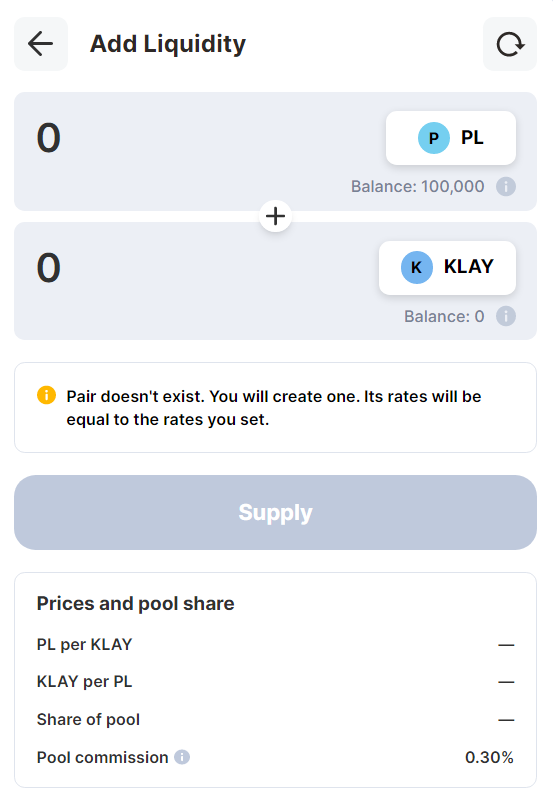 Add Liquidity
0
P PL
Balance: 100,000 i
+
0
K KLAY
Balance: 0 i
i Pair doesn't exist. You will create one. Its rates will be
equal to the rates you set.
Supply
Prices and pool share
PL per KLAY —
KLAY per PL —
Share of pool —
Pool commission i 0.30%